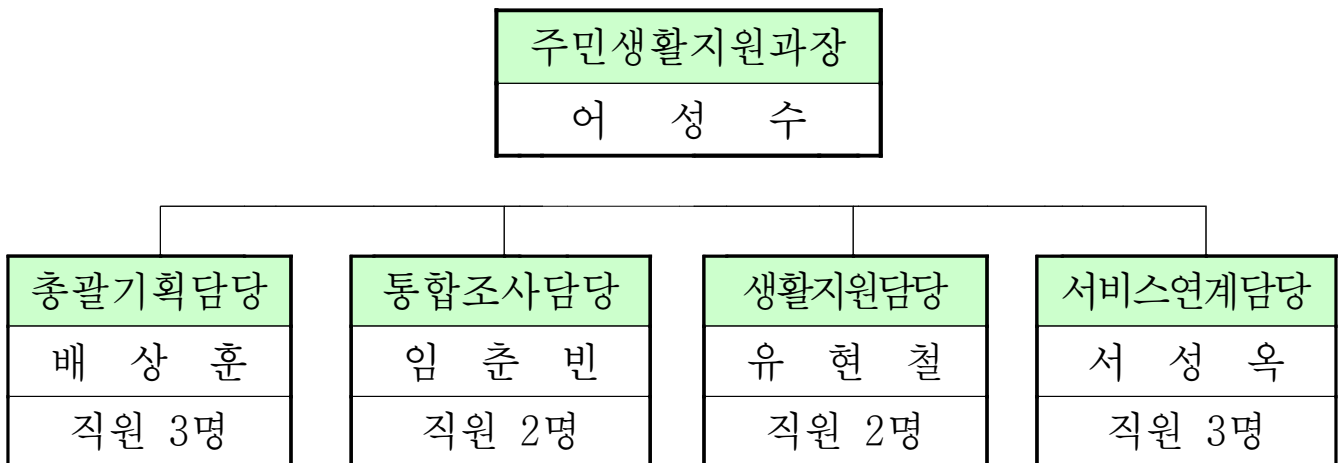 주민생활지원과장
어 성 수
총괄기획담당 통합조사담당 생활지원담당 서비스연계담당
배 상 훈 임 춘 빈 유 현 철 서 성 옥
직원 3명 직원 2명 직원 2명 직원 3명